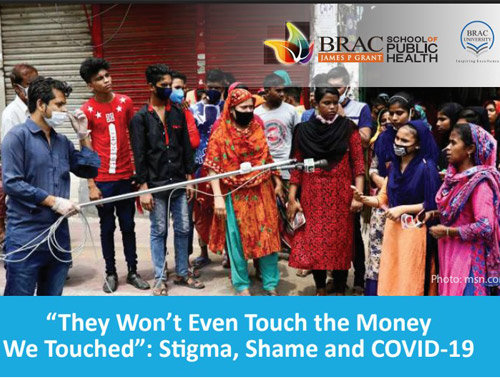 BRAC
JAMES P GRANT
SCHOOL OF
PUBLIC
HEALTH
BRAC
UNIVERSITY
Inspiring Excellence
Photo: msn.co
“They Won’t Even Touch the Money
We Touched”: Stigma, Shame and COVID-19